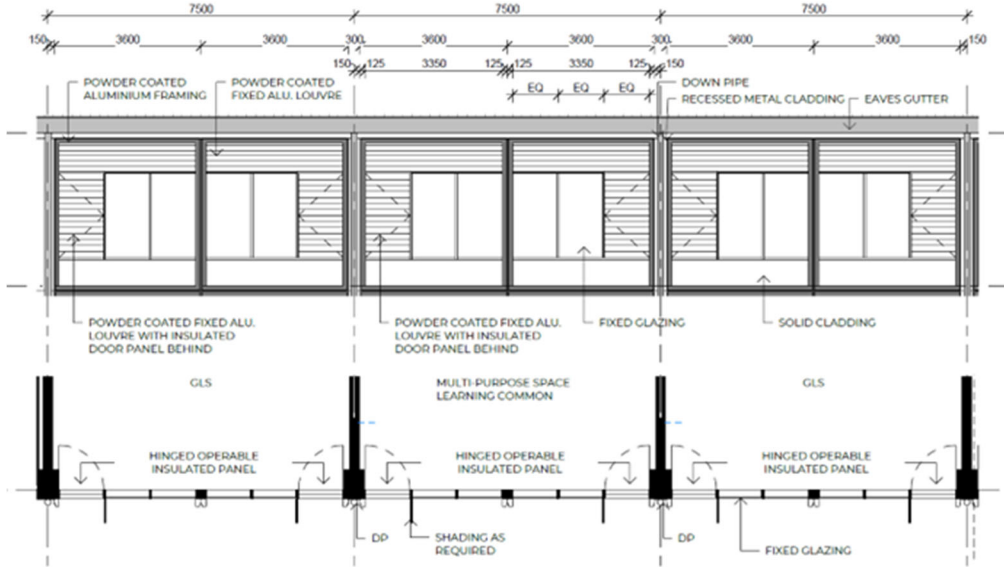 7500 7500 7500
150 3600 3600 300 3600 3600 300 3600 3600 150
150 125 3350 125 125 3350 125 150
POWDER COATED
ALUMINIUM FRAMING
POWDER COATED
FIXED ALU. LOUVRE
EQ EQ EQ
DOWN PIPE
RECESSED METAL CLADDING
EAVES GUTTER
POWDER COATED FIXED ALU.
LOUVRE WITH INSULATED
DOOR PANEL BEHIND
POWDER COATED FIXED ALU.
LOUVRE WITH INSULATED
DOOR PANEL BEHIND
FIXED GLAZING
SOLID CLADDING
GLS
MULTI-PURPOSE SPACE
LEARNING COMMON
GLS
HINGED OPERABLE
INSULATED PANEL
HINGED OPERABLE
INSULATED PANEL
HINGED OPERABLE
INSULATED PANEL
DP
SHADING AS
REQUIRED
DP
FIXED GLAZING